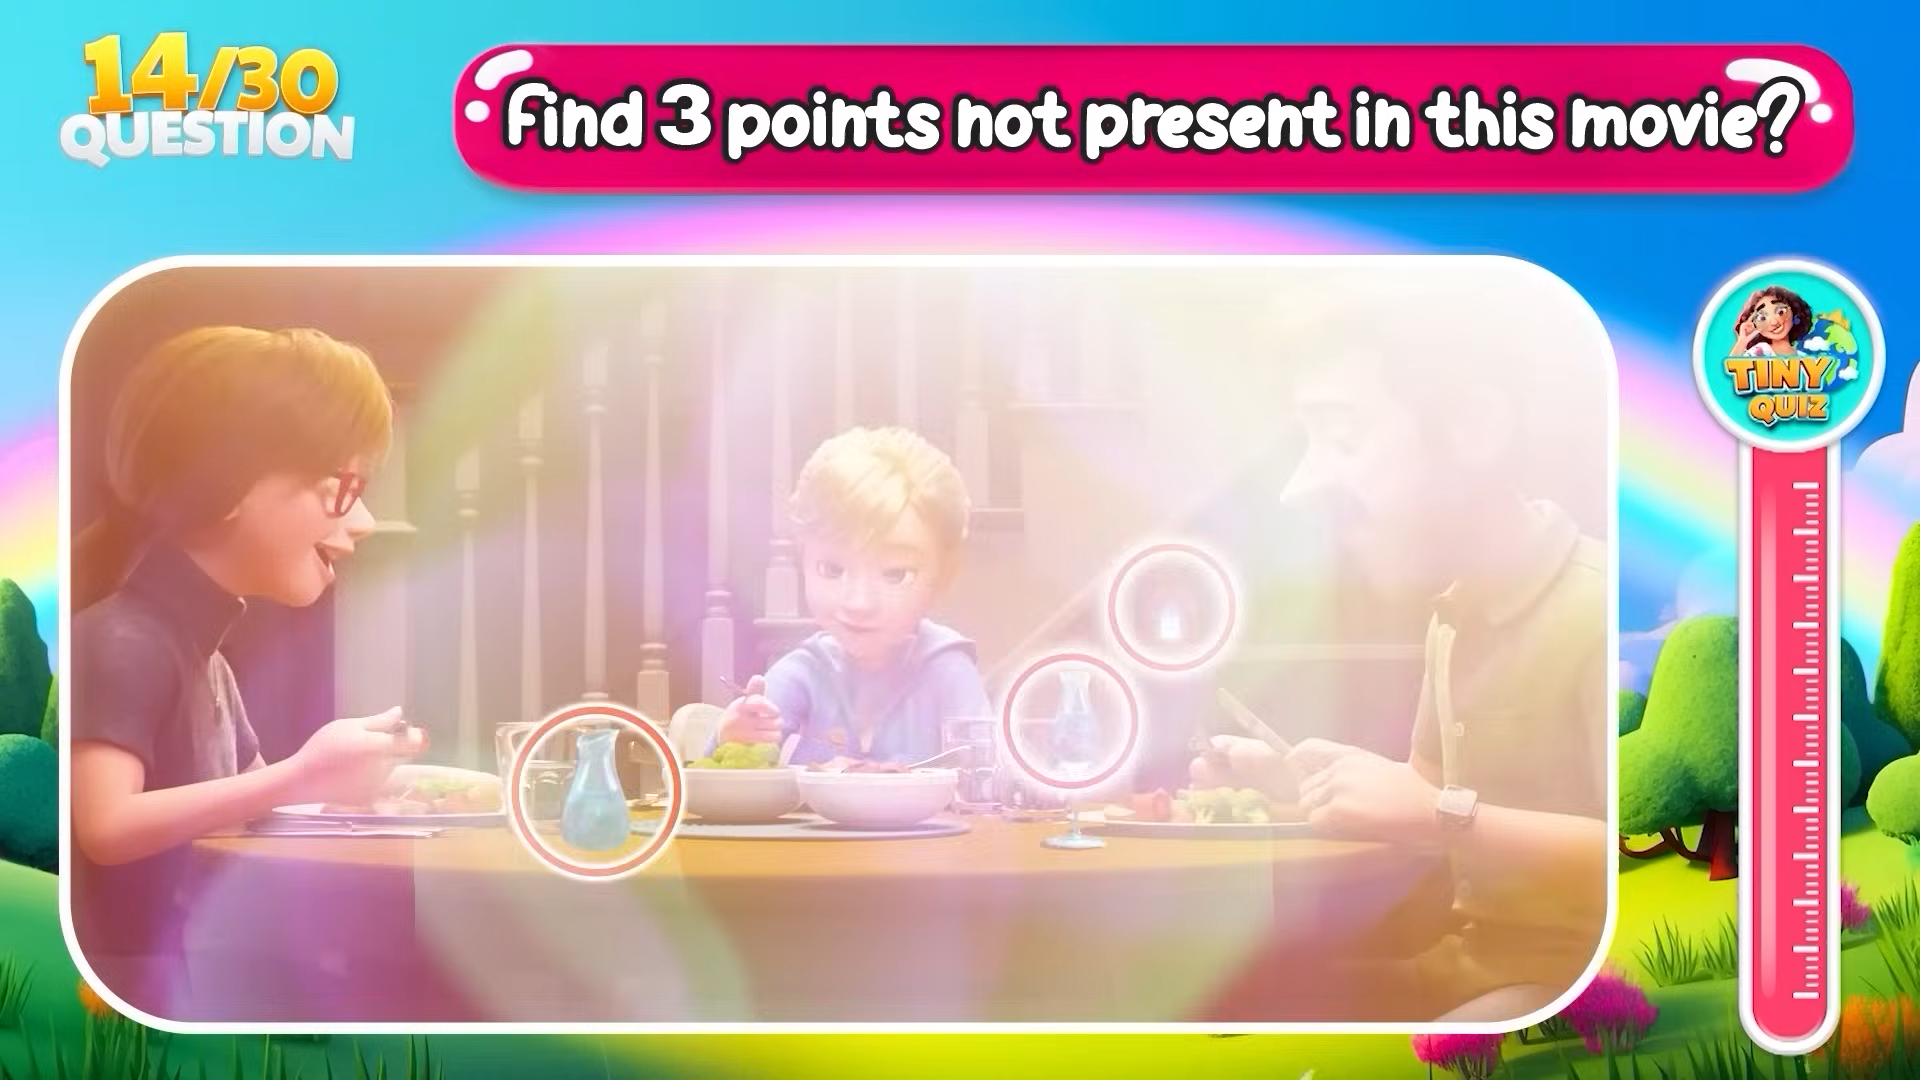 14/30
QUESTION
Find 3 points not present in this movie?
TINY
QUIZ